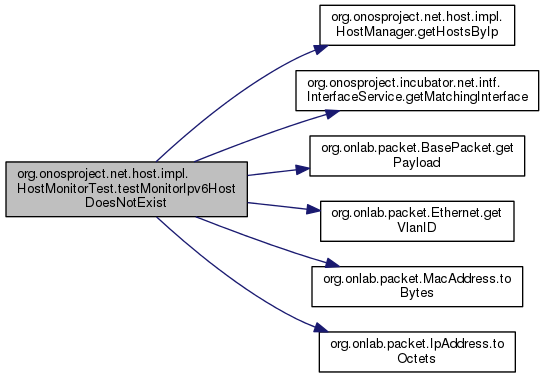 org.onosproject.net.host.impl.
HostManager.getHostsByIp
org.onosproject.incubator.net.intf.
InterfaceService.getMatchingInterface
org.onlab.packet.BasePacket.get
Payload
org.onosproject.net.host.impl.
HostMonitorTest.testMonitorIpv6Host
DoesNotExist
org.onlab.packet.Ethernet.get
VlanID
org.onlab.packet.MacAddress.to
Bytes
org.onlab.packet.IpAddress.to
Octets